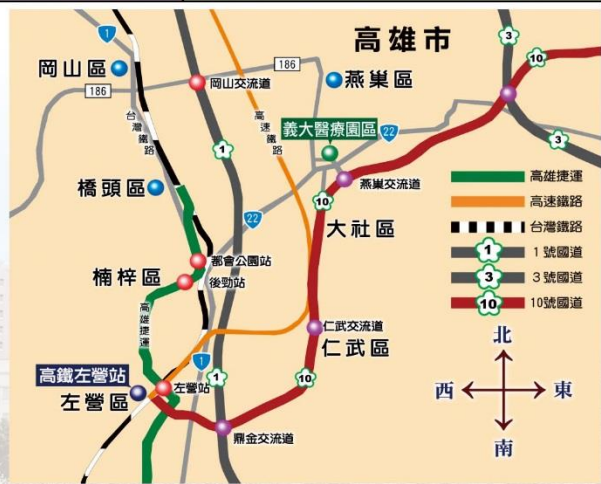 高雄市
1
3
10
岡山區
186
燕巢區
186
岡山交流道
台灣鐵路
高速鐵路
1
義大醫療園區
22
3
燕巢交流道
橋頭區
10
大社區
22
都會公園站
楠梓區
後勁站
高雄捷運
仁武交流道
仁武區
1
高鐵左營站
左營區
左營站
1
10
鼎金交流道
高雄捷運
高速鐵路
台灣鐵路
1 1號國道
3 3號國道
10 10號國道
北
西 東
南